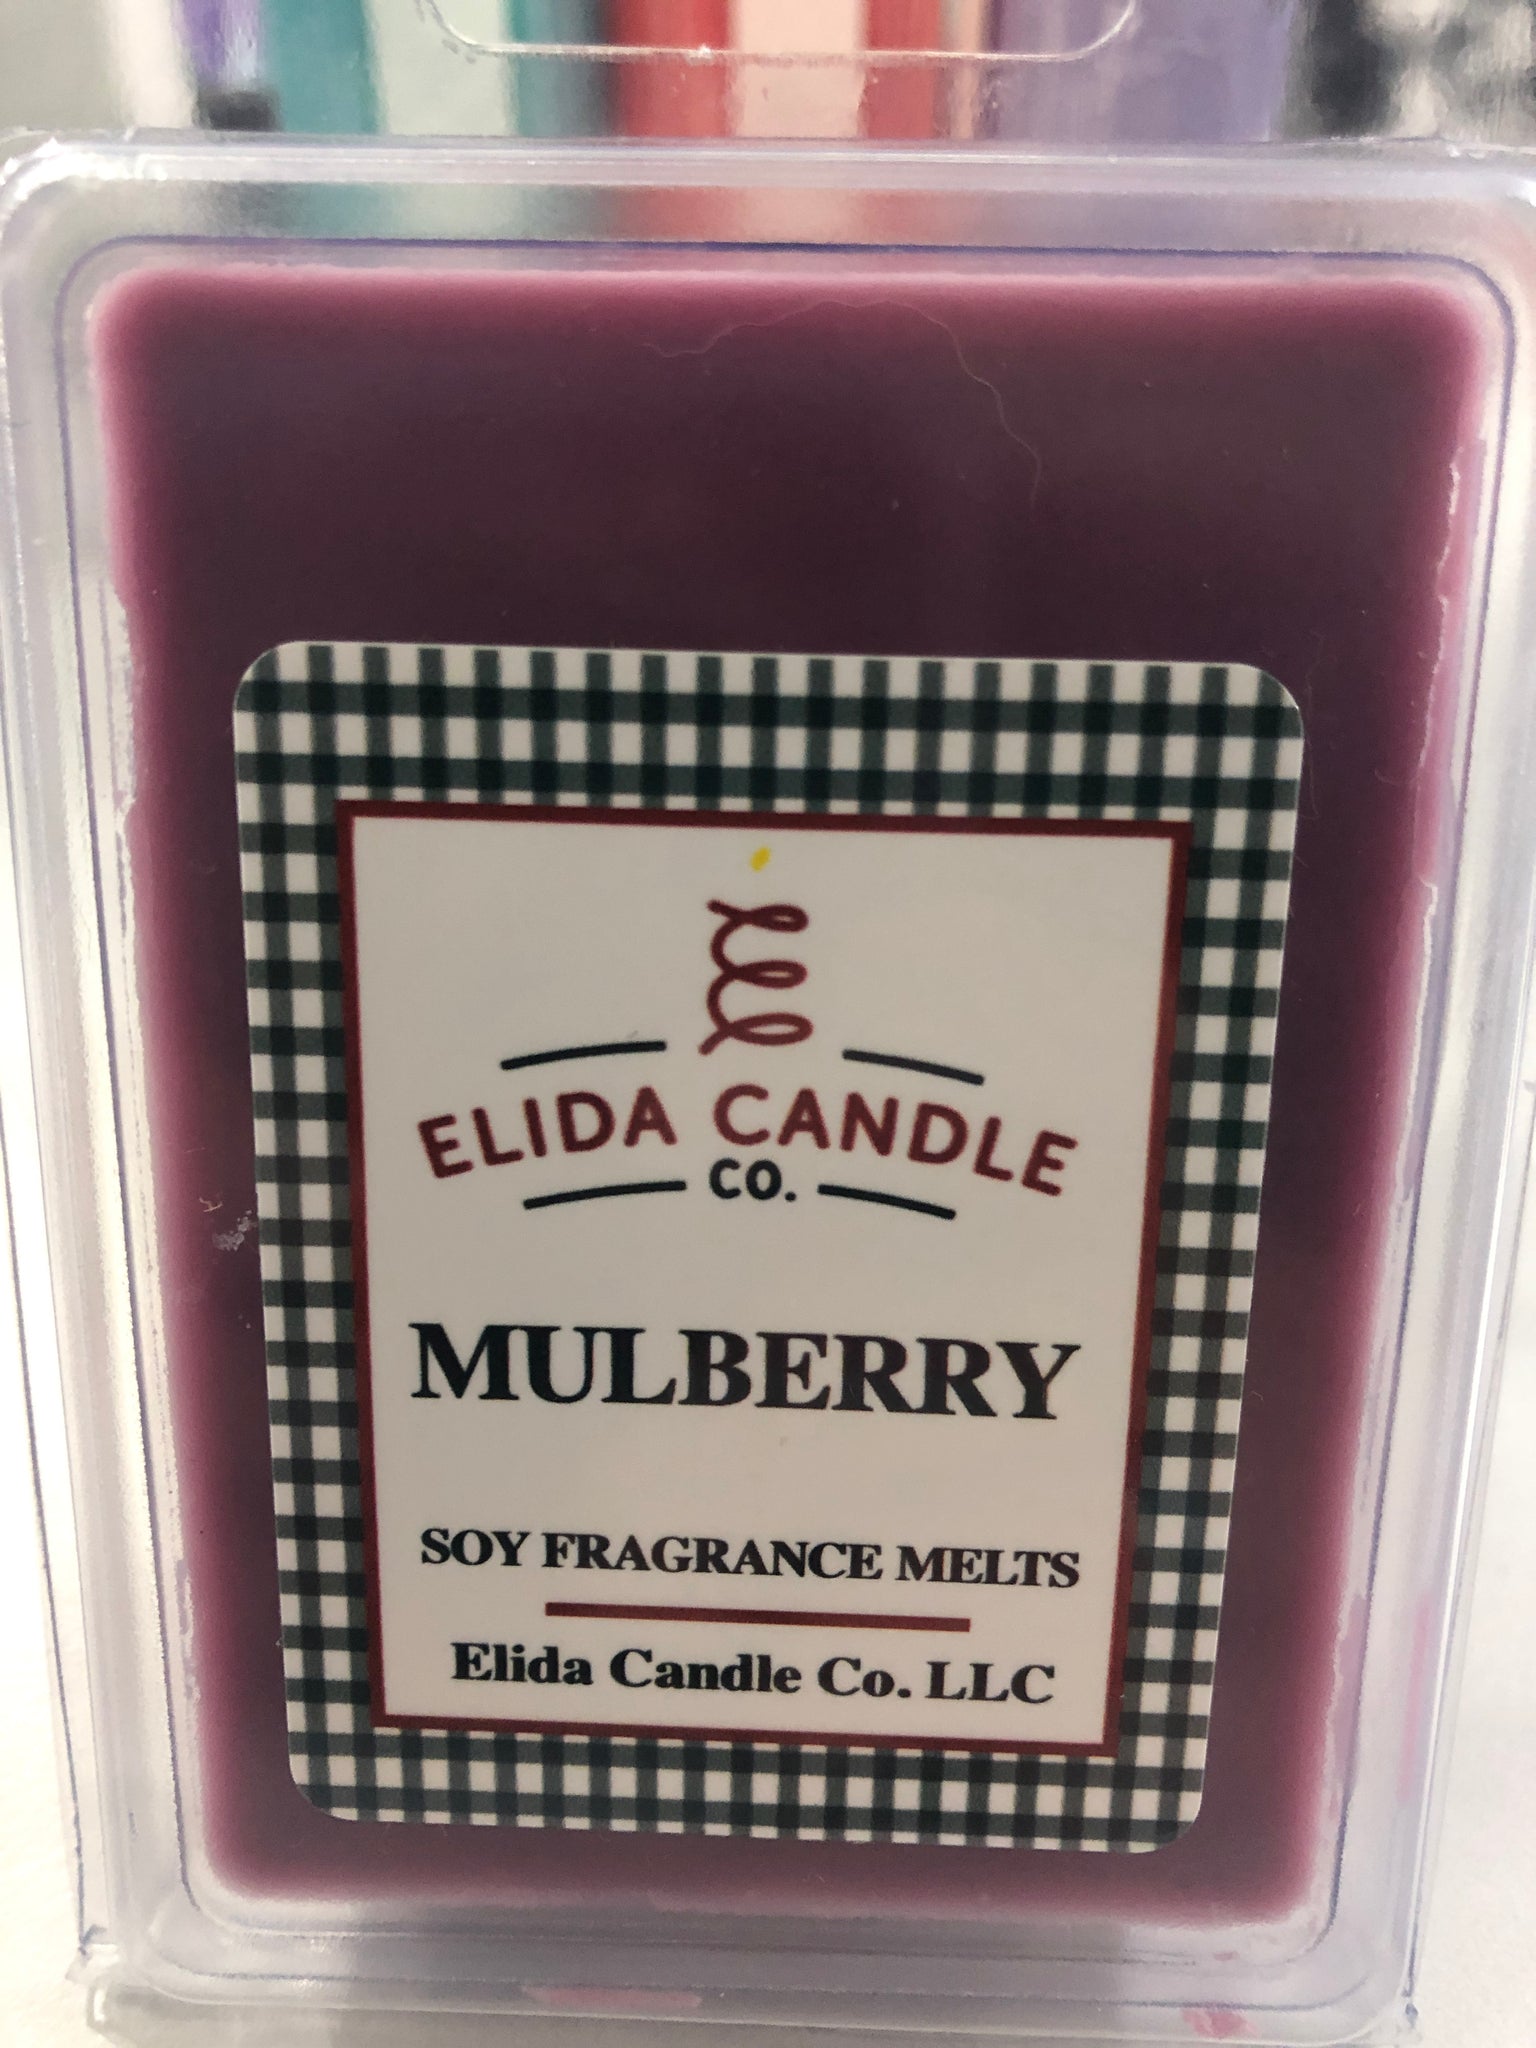 ELIDA CANDLE
CO.
MULBERRY
SOY FRAGRANCE MELTS
Elida Candle Co. LLC